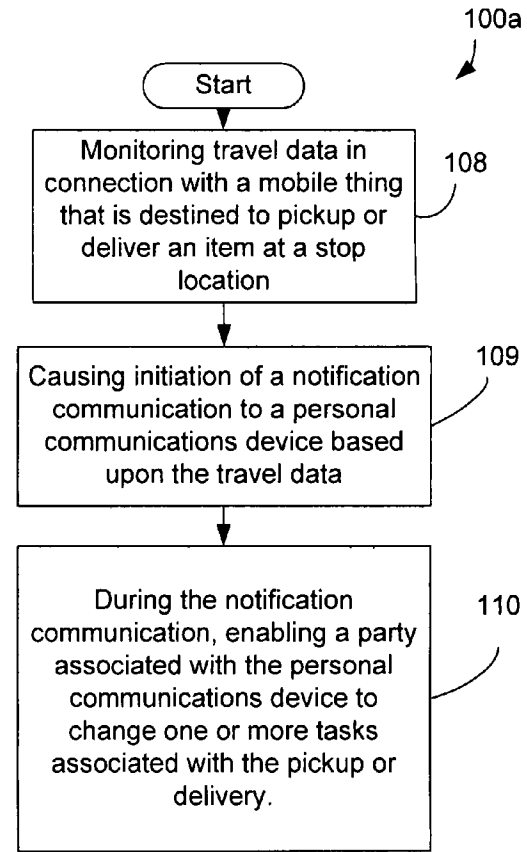 100a
Start
Monitoring travel data in
connection with a mobile thing
that is destined to pickup or
deliver an item at a stop
location
108
Causing initiation of a notification
communication to a personal
communications device based
upon the travel data
109
During the notification
communication, enabling a party
associated with the personal
communications device to
change one or more tasks
associated with the pickup or
delivery.
110